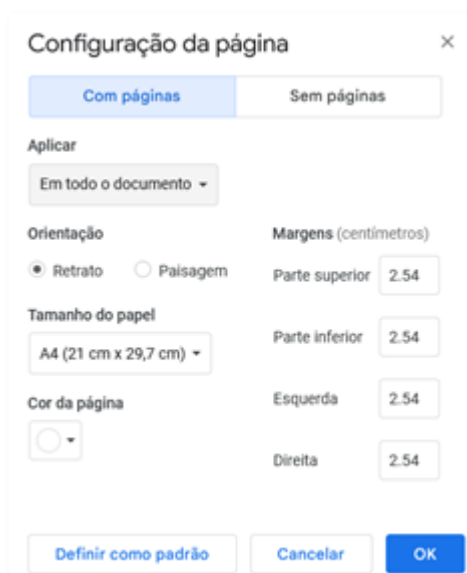 Configuração da página
Com páginas
Sem páginas
Aplicar
Em todo o documento
Orientação
Retrato
Paisagem
Tamanho do papel
A4 (21 cm x 29,7 cm)
Cor da página
Margens (centímetros)
Parte superior 2.54
Parte inferior 2.54
Esquerda 2.54
Direita 2.54
Definir como padrão
Cancelar
OK